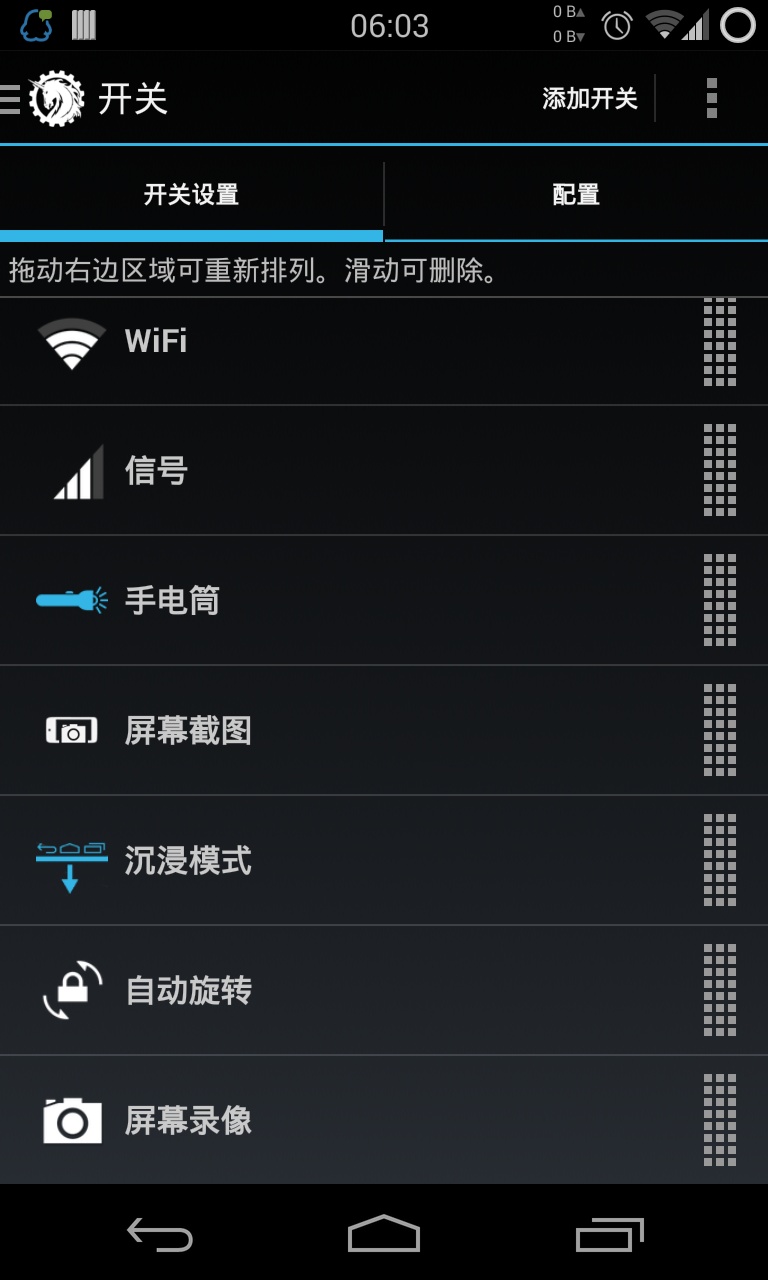 06:03
0 B▲
0 B▼
开关
添加开关
开关设置
配置
拖动右边区域可重新排列。滑动可删除。
WiFi
信号
手电筒
屏幕截图
沉浸模式
自动旋转
屏幕录像